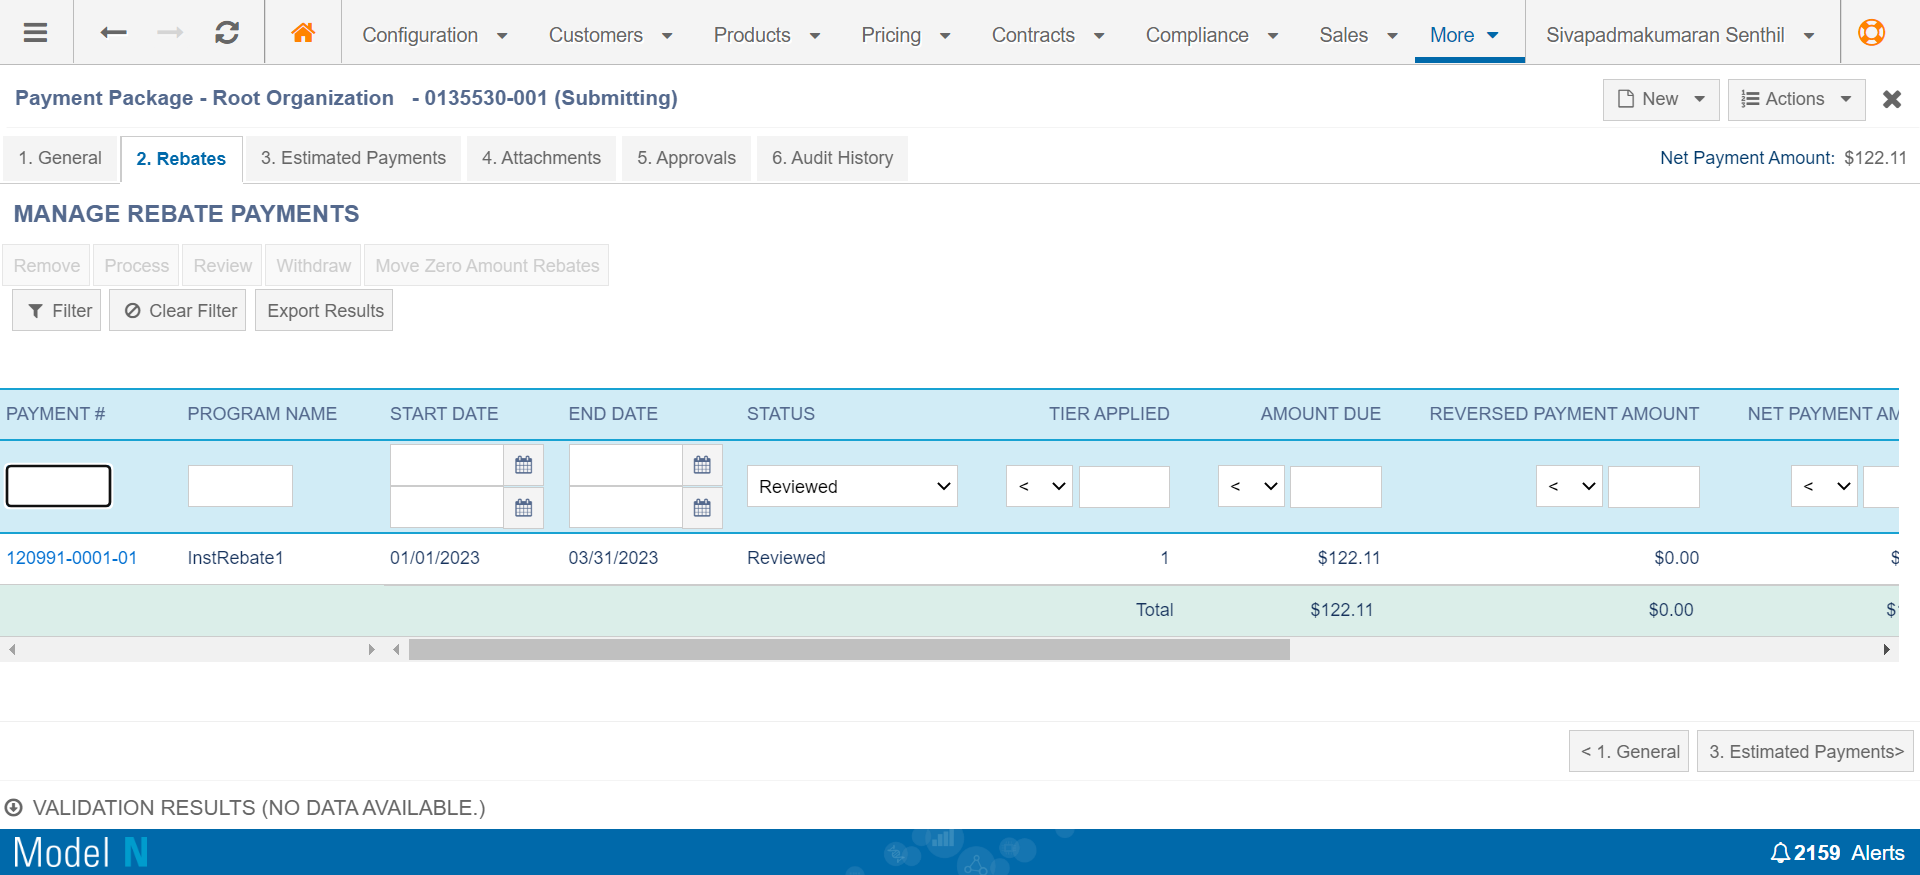 Configuration Customers Products Pricing Contracts Compliance Sales More Sivapadmakumaran Senthil
Payment Package - Root Organization - 0135530-001 (Submitting)
New Actions
1. General 2. Rebates 3. Estimated Payments 4. Attachments 5. Approvals 6. Audit History
Net Payment Amount: $122.11
MANAGE REBATE PAYMENTS
Remove Process Review Withdraw Move Zero Amount Rebates
Filter Clear Filter Export Results
PAYMENT # PROGRAM NAME START DATE END DATE STATUS TIER APPLIED AMOUNT DUE REVERSED PAYMENT AMOUNT NET PAYMENT AM
Reviewed < < < <
120991-0001-01 InstRebate1 01/01/2023 03/31/2023 Reviewed 1 $122.11 $0.00 $
Total $122.11 $0.00 $
< 1. General 3. Estimated Payments>
VALIDATION RESULTS (NO DATA AVAILABLE.)
Model N
2159 Alerts